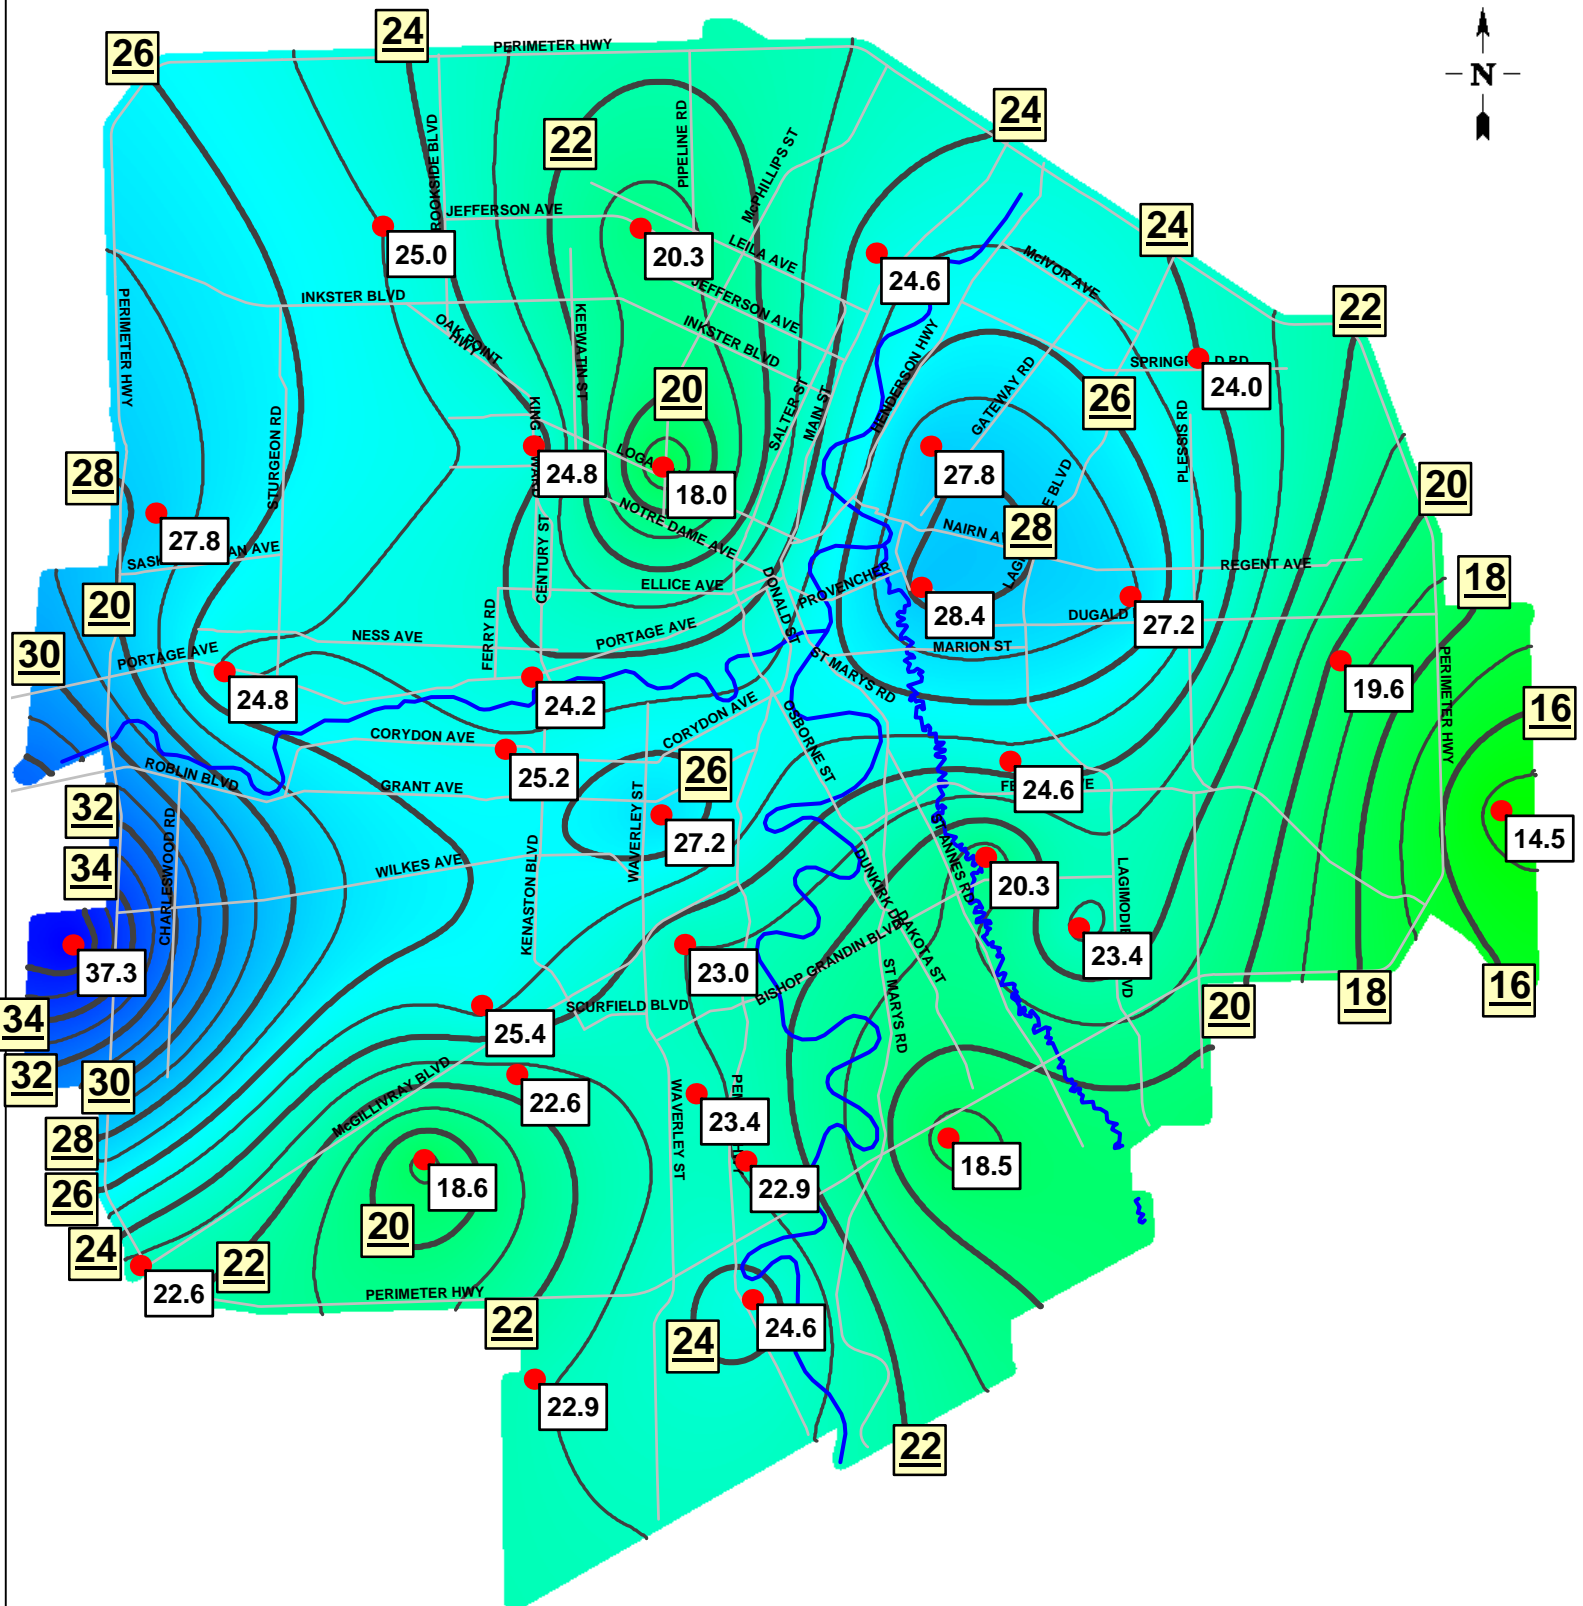 24
26
PERIMETER HWY
N
24
22
PIPELINE RD
McPHILLIPS ST
JEFFERSON AVE
24
25.0
20.3
LEILA AVE
24.6
McIVOR AVE
INKSTER BLVD
JEFFERSON AVE
22
PERIMETER HWY
OAK POINT
HWY
KEEWATIN ST
INKSTER BLVD
HENDERSON HWY
SPRINGF
D RD
24.0
20
GATEWAY RD
26
STURGEON RD
KING
SALTER ST
MAIN ST
PLESSIS RD
28
24.8
18.0
27.8
20
27.8
NOTRE DAME AVE
NAIRN AV
28
SAS
AN AVE
CENTURY ST
ELLICE AVE
DONALD ST
PROVENCHER
REGENT AVE
18
20
28.4
DUGALD
27.2
NESS AVE
FERRY RD
PORTAGE AVE
MARION ST
30
PORTAGE AVE
ST MARYS RD
19.6
PERIMETER HWY
24.8
24.2
16
CORYDON AVE
CORYDON AVE
OSBORNE ST
ROBLIN BLVD
GRANT AVE
25.2
26
24.6
FE
E
32
CHARLESWOOD RD
WAVERLEY ST
27.2
ST ANNES RD
14.5
34
WILKES AVE
KENASTON BLVD
DUNKIRK DR
20.3
DAKOTA ST
23.4
37.3
23.0
BISHOP GRANDIN BLVD
ST MARYS RD
20
18
16
34
25.4
SCURFIELD BLVD
32
30
McGILLIVRAY BLVD
22.6
WAVERLEY ST
23.4
28
18.6
22.9
18.5
26
20
24
22
22.6
PERIMETER HWY
22
24
24.6
22.9
22